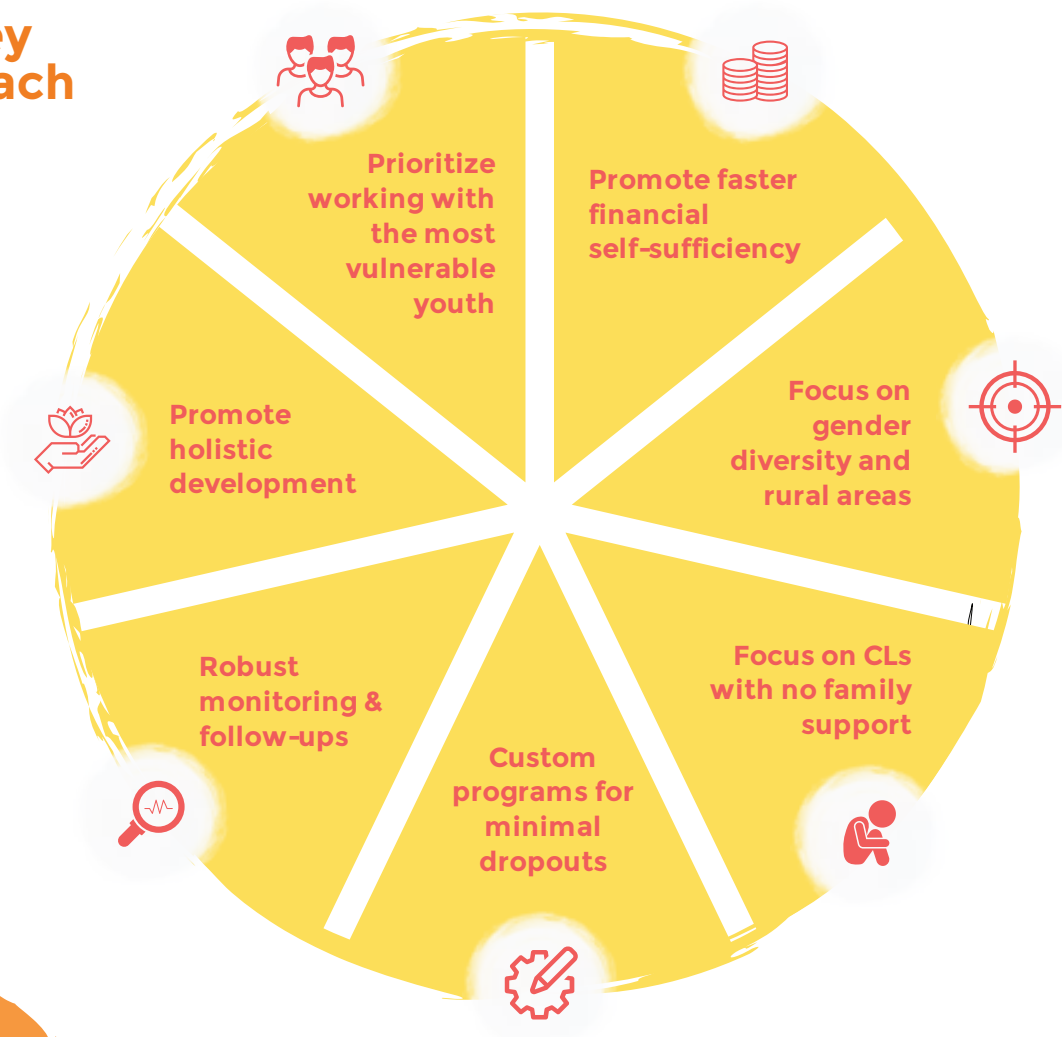 ey
ach
Prioritize
working with
the most
vulnerable
youth
Promote faster
financial
self-sufficiency
Focus on
gender
diversity and
rural areas
Focus on CLs
with no family
support
Custom
programs for
minimal
dropouts
Robust
monitoring &
follow-ups
Promote
holistic
development